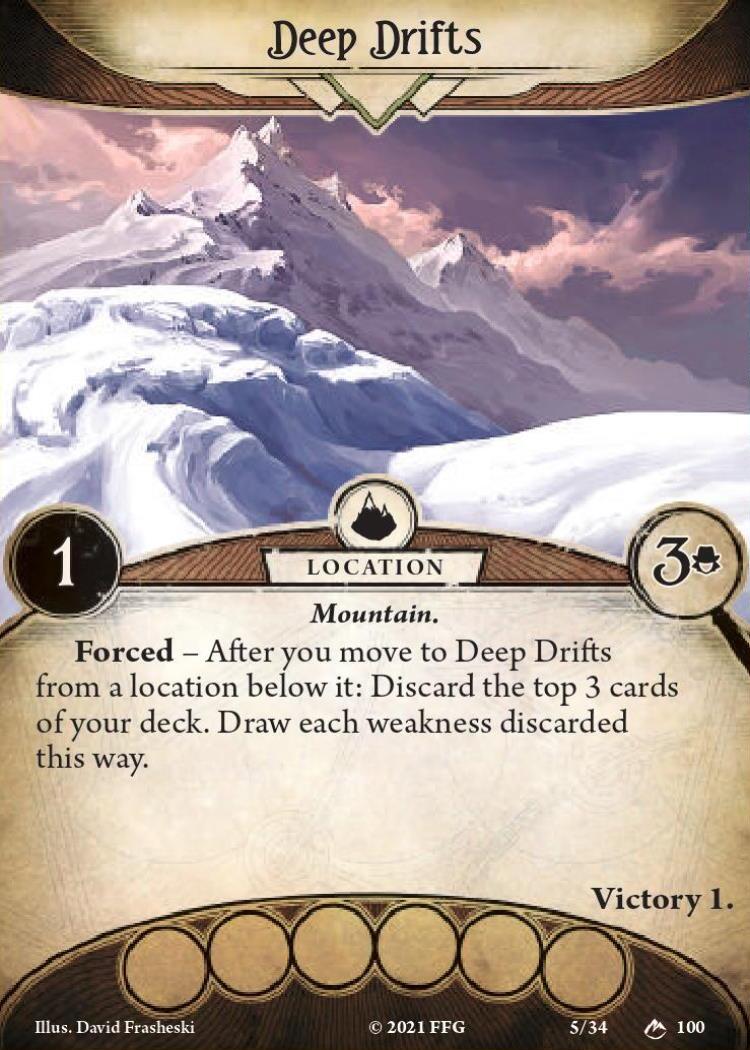 Deep Drifts
1
LOCATION
3
Mountain.
Forced – After you move to Deep Drifts
from a location below it: Discard the top 3 cards
of your deck. Draw each weakness discarded
this way.
Victory 1.
Illus. David Frasheski © 2021 FFG 5/34 100